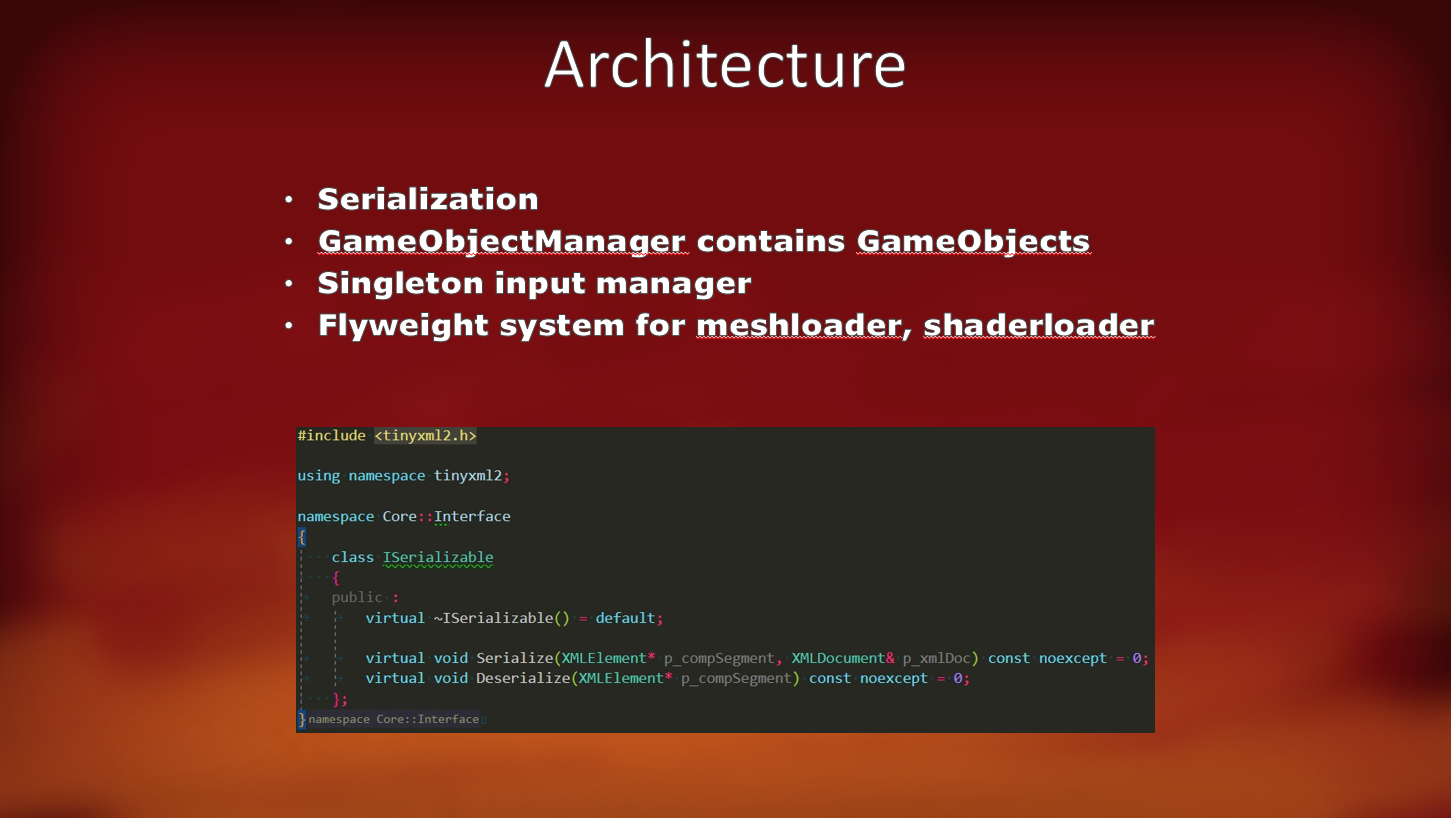 Architecture
• Serialization
• GameObjectManager contains GameObjects
• Singleton input manager
• Flyweight system for meshloader, shaderloader
#include <tinyxml2.h>
using namespace tinyxml2;
namespace Core::Interface
{
class ISerializable
{
public :
virtual ~ISerializable() = default;
virtual void Serialize(XMLElement* p_compSegment, XMLDocument& p_xmlDoc) const noexcept = 0;
virtual void Deserialize(XMLElement* p_compSegment) const noexcept = 0;
};
} namespace Core::Interface